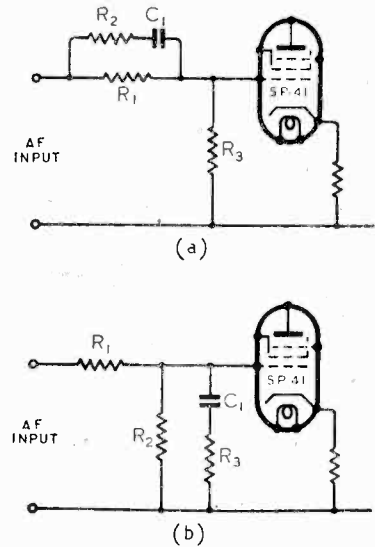 R2 C1
R1
SP.41
AF
INPUT
R3
(a)
R1
SP.41
AF
INPUT
R2
C1
R3
(b)